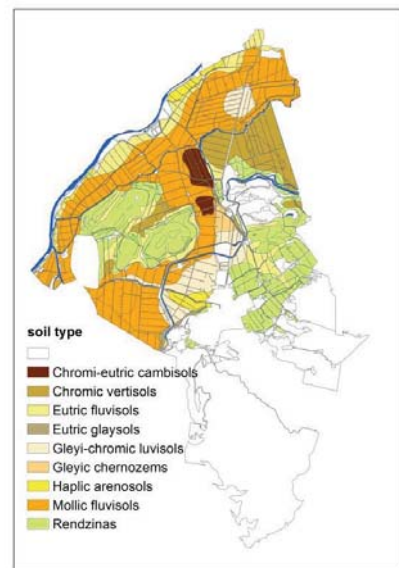 soil type
Chromi-eutric cambisols
Chromic vertisols
Eutric fluvisols
Eutric glaysols
Gleyi-chromic luvisols
Gleyic chernozems
Haplic arenosols
Mollic fluvisols
Rendzinas